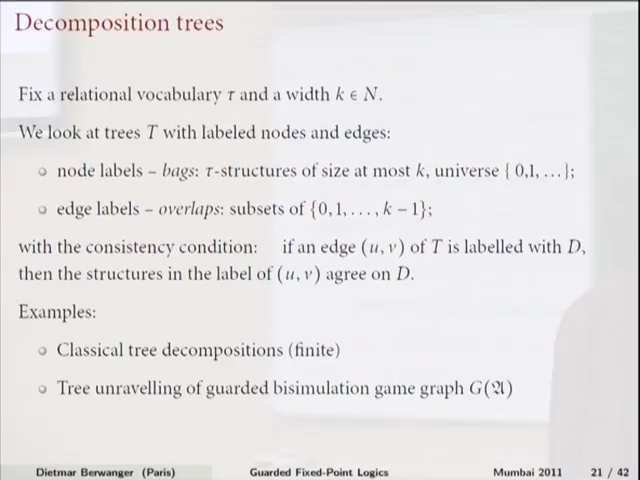 Decomposition trees
Fix a relational vocabulary τ and a width k ∈ N.
We look at trees T with labeled nodes and edges:
node labels – bags: τ-structures of size at most k, universe { 0,1, …};
edge labels – overlaps: subsets of {0, 1, …, k − 1};
with the consistency condition: if an edge (u, v) of T is labelled with D,
then the structures in the label of (u, v) agree on D.
Examples:
Classical tree decompositions (finite)
Tree unravelling of guarded bisimulation game graph G(𝔄)
Dietmar Berwanger (Paris) Guarded Fixed-Point Logics Mumbai 2011 21 / 42